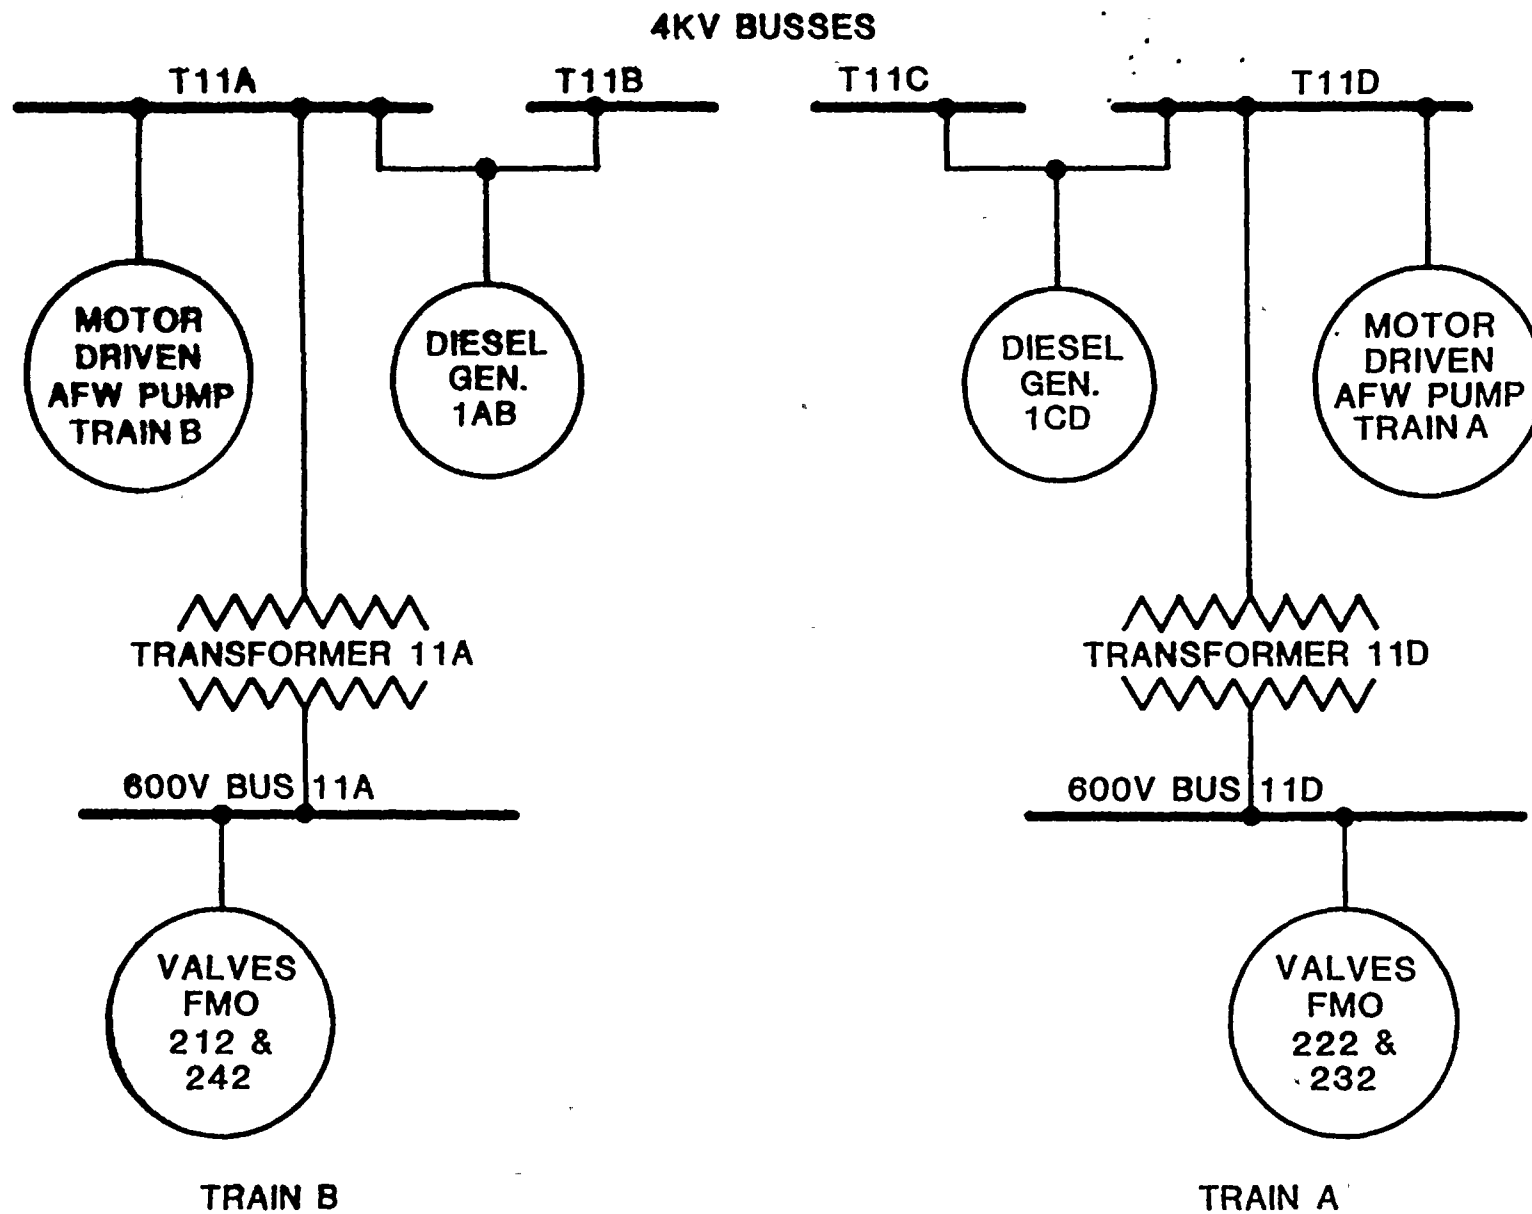 4KV BUSSES
T11A
T11B
T11C
T11D
MOTOR
DRIVEN
AFW PUMP
TRAIN B
DIESEL
GEN.
1AB
DIESEL
GEN.
1CD
MOTOR
DRIVEN
AFW PUMP
TRAIN A
TRANSFORMER 11A
TRANSFORMER 11D
600V BUS 11A
600V BUS 11D
VALVES
FMO
212 &
242
VALVES
FMO
222 &
232
TRAIN B
TRAIN A